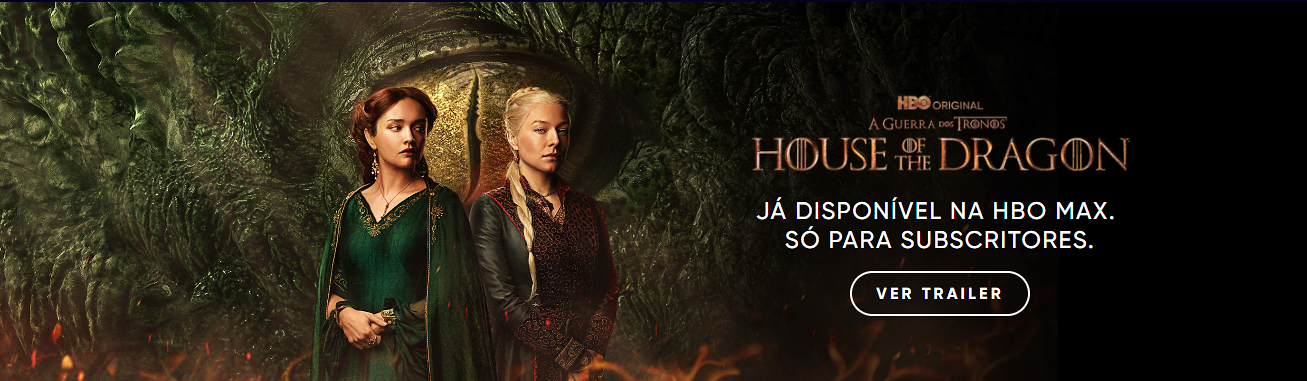 HBO ORIGINAL
A GUERRA DOS TRONOS
HOUSE OF THE DRAGON
JÁ DISPONÍVEL NA HBO MAX.
SÓ PARA SUBSCRITORES.
VER TRAILER